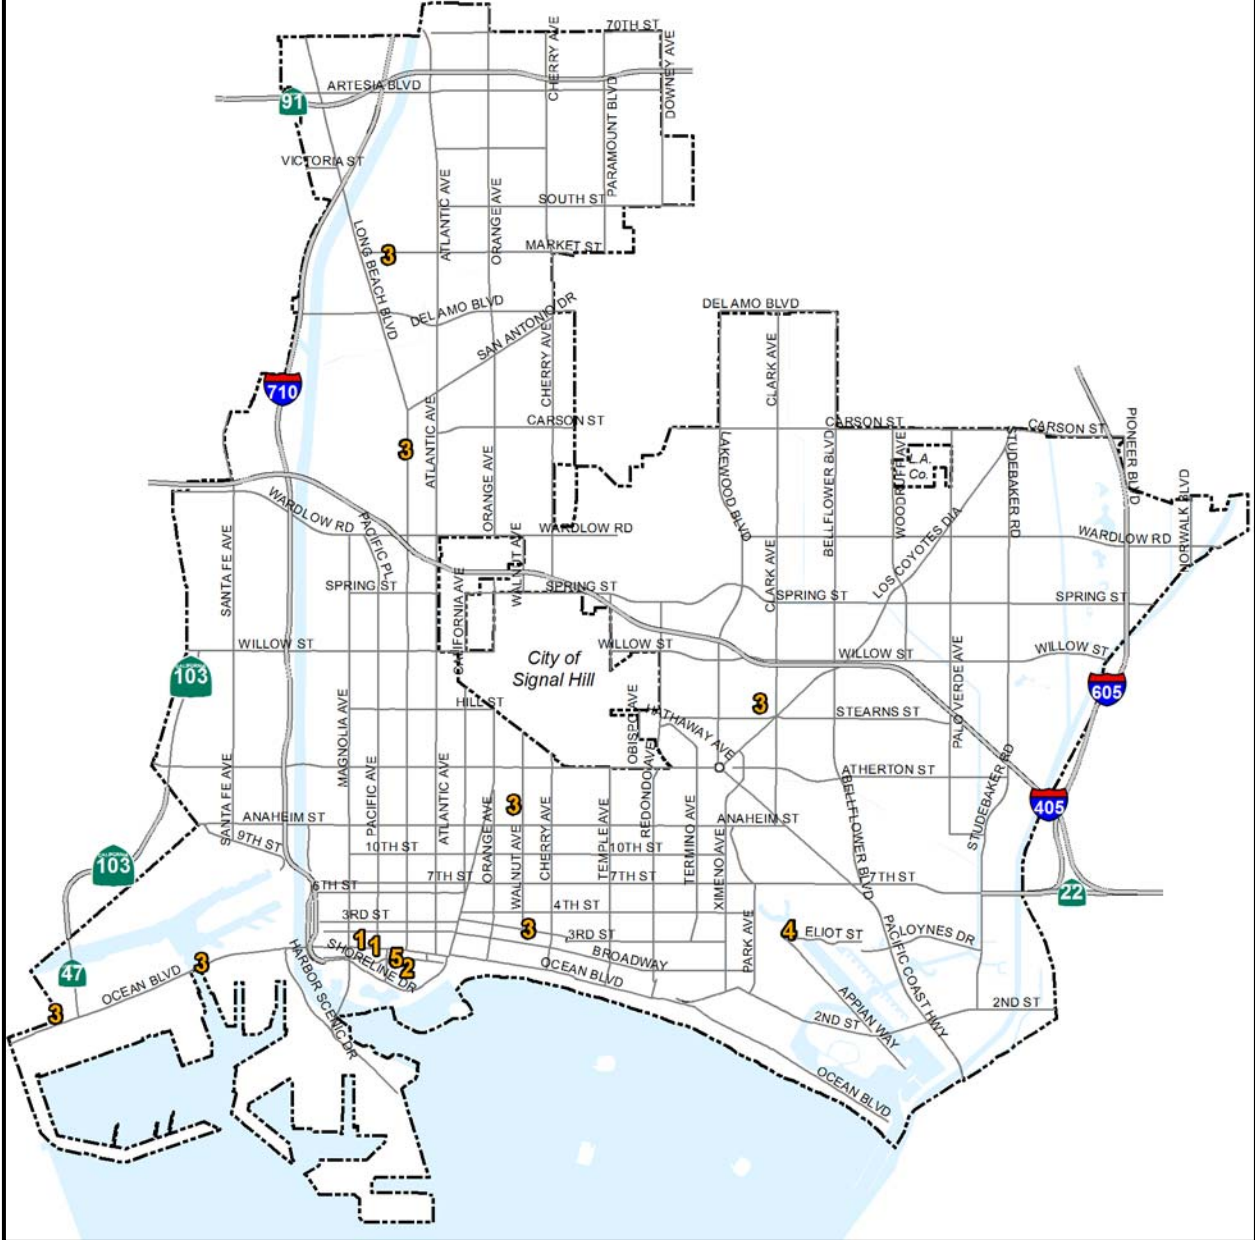 70TH ST
CHERRY AVE
DOWNEY AVE
ARTESIA BLVD
91
PARAMOUNT BLVD
VICTORIA ST
ATLANTIC AVE
ORANGE AVE
SOUTH ST
LONG BEACH BLVD
3
MARKET ST
DEL AMO BLVD
SAN ANTONIO DR
DEL AMO BLVD
CHERRY AVE
CLARK AVE
710
ATLANTIC AVE
CARSON ST
CARSON ST
CARSON ST
PIONEER BLVD
3
ORANGE AVE
LAKEWOOD BLVD
BELLFLOWER BLVD
WOODRUFF AVE
L.A.
Co.
STUDEBAKER RD
NORWALK BLVD
WARDLOW RD
PACIFIC PL
WARDLOW RD
WARDLOW RD
SANTA FE AVE
WALNUT AVE
CLARK AVE
LOS COYOTES DIA
SPRING ST
CALIFORNIA AVE
SPRING ST
SPRING ST
SPRING ST
WILLOW ST
WILLOW ST
WILLOW ST
WILLOW ST
City of
Signal Hill
CALIFORNIA
103
605
MAGNOLIA AVE
HILL ST
OBISPO AVE
HATHAWAY AVE
3
STEARNS ST
PALO VERDE AVE
SANTA FE AVE
PACIFIC AVE
ATLANTIC AVE
REDONDO AVE
ATHERTON ST
STUDEBAKER RD
405
3
ANAHEIM ST
ANAHEIM ST
9TH ST
10TH ST
10TH ST
ORANGE AVE
WALNUT AVE
CHERRY AVE
TEMPLE AVE
TERMINO AVE
XIMENO AVE
BELLFLOWER BLVD
CALIFORNIA
103
6TH ST
7TH ST
7TH ST
7TH ST
22
4TH ST
3RD ST
3
3RD ST
4
ELIOT ST
LOYNES DR
1
1
5
2
SHORELINE DR
BROADWAY
PARK AVE
PACIFIC COAST HWY
47
OCEAN BLVD
3
HARBOR SCENIC DR
OCEAN BLVD
3
APPIAN WAY
2ND ST
2ND ST
OCEAN BLVD